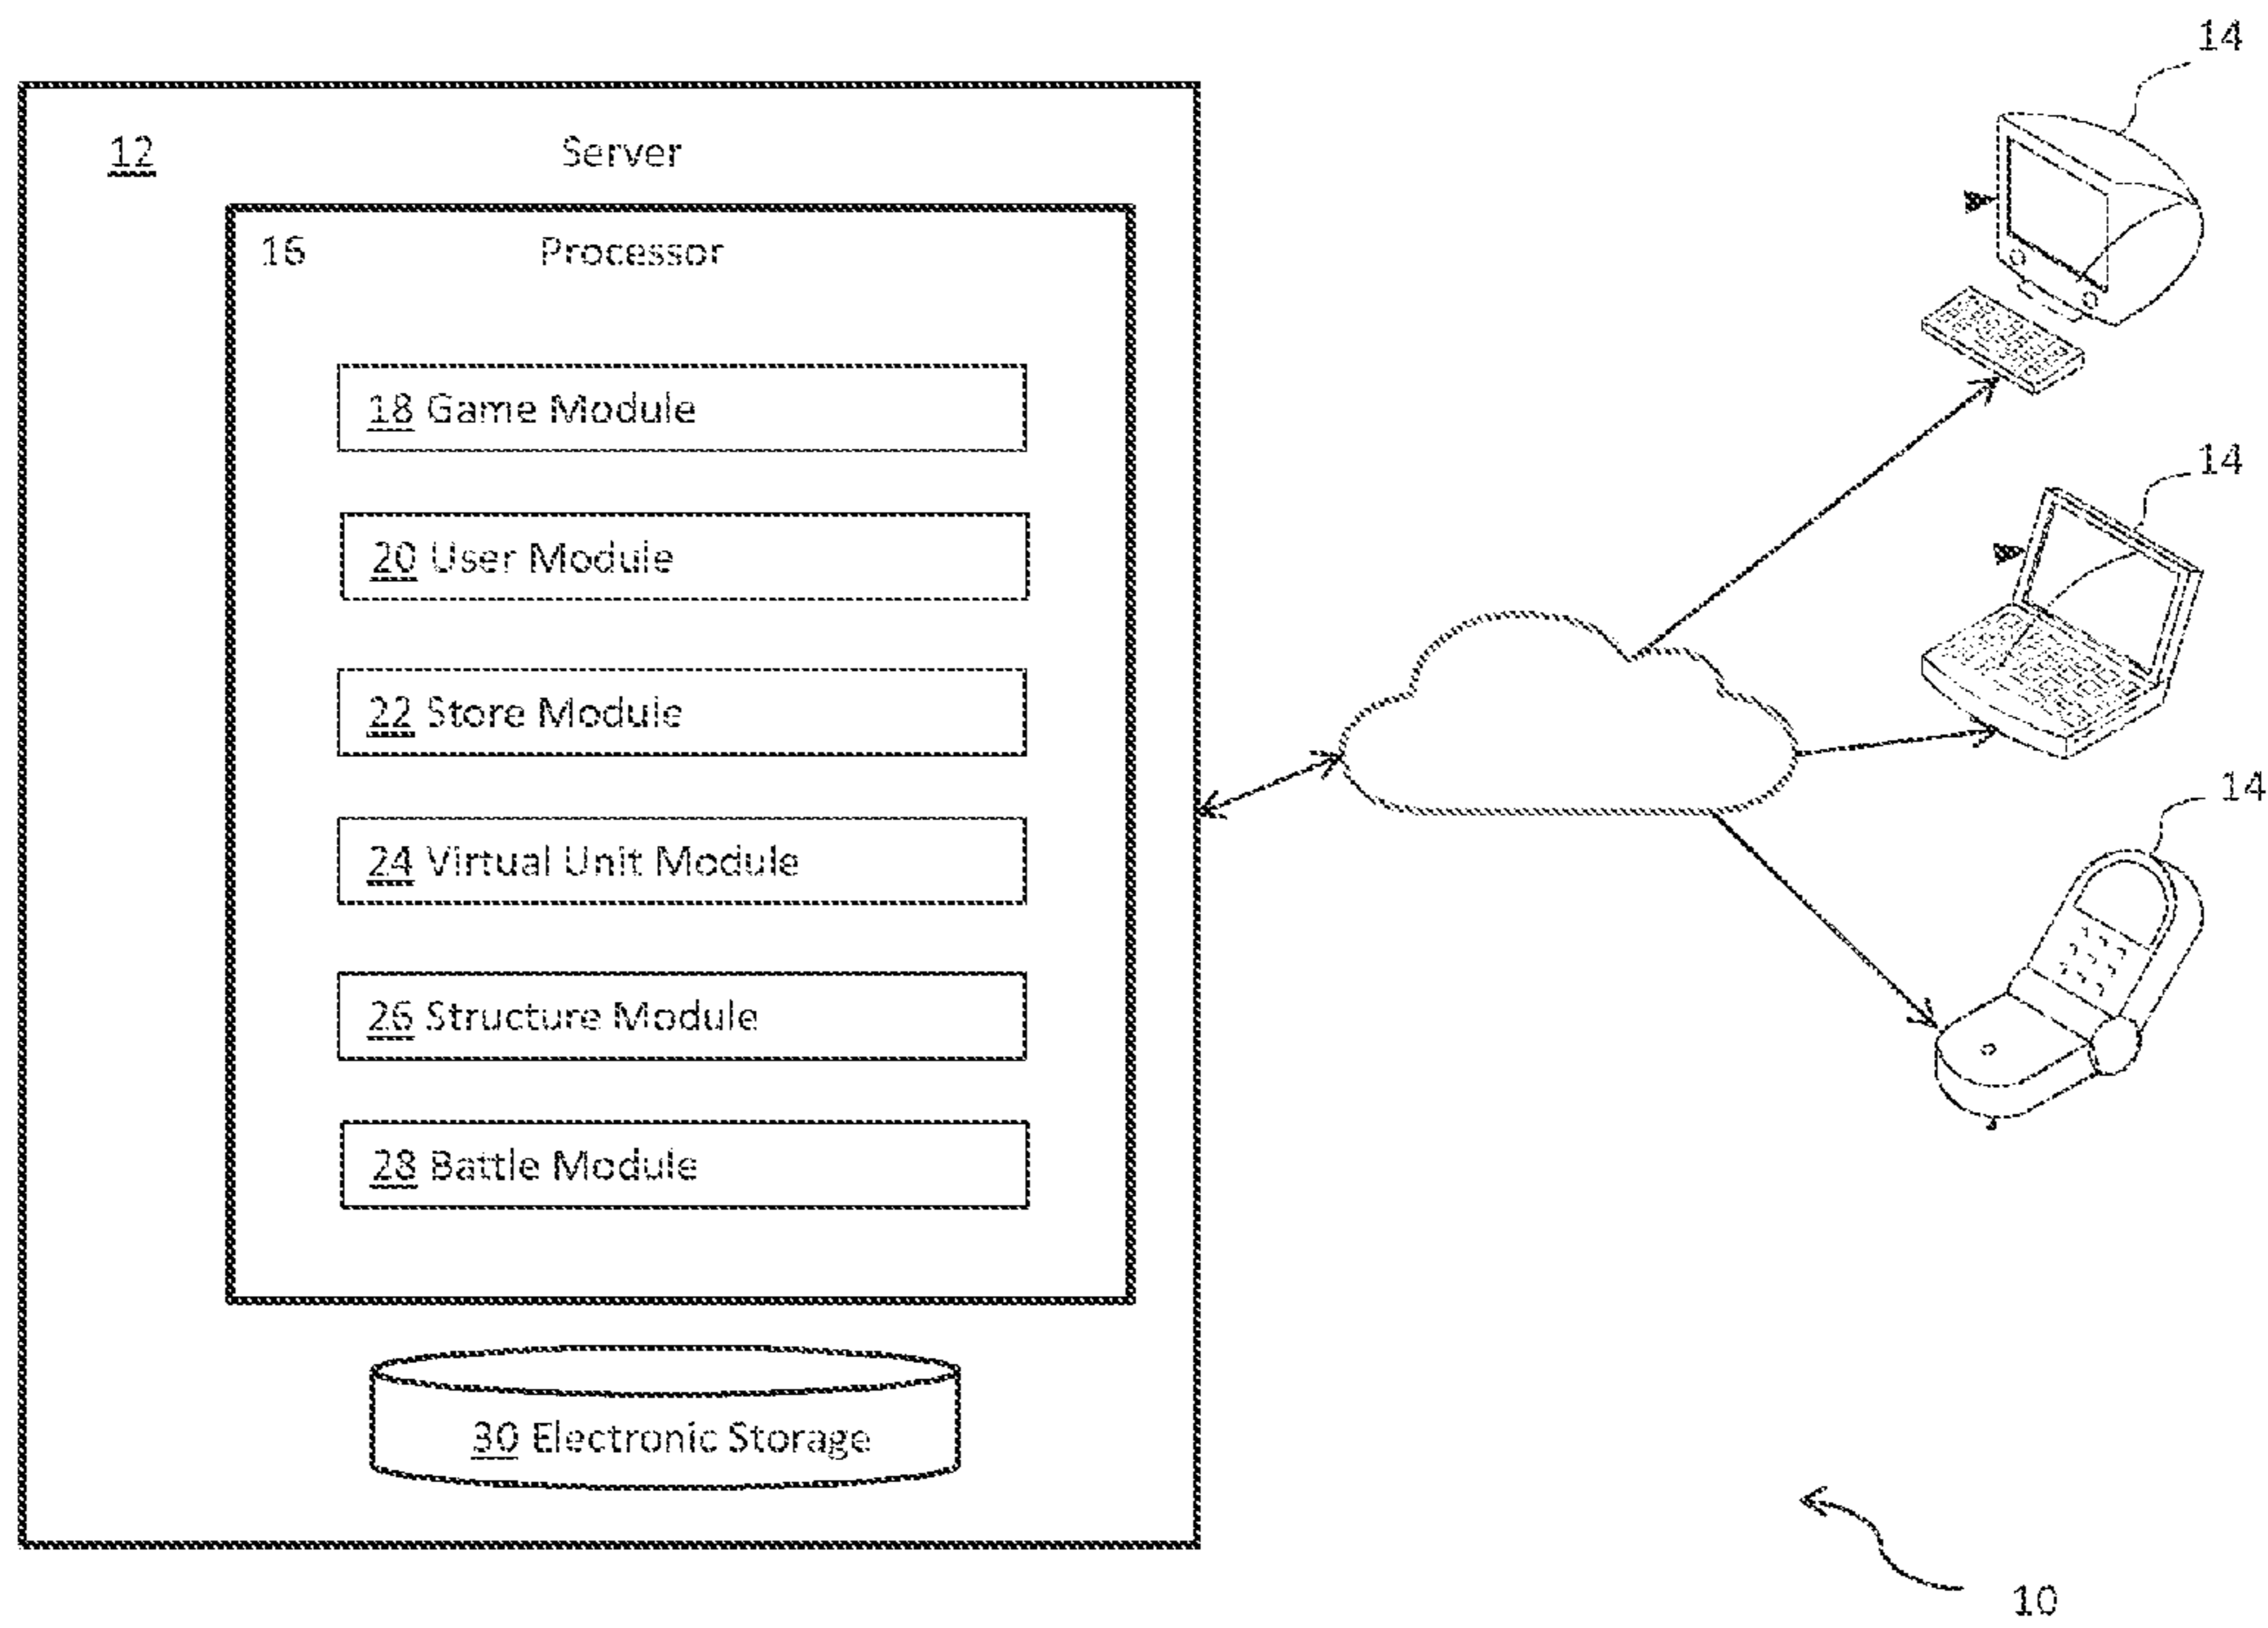 14
12 Server
16 Processor
18 Game Module
20 User Module
22 Store Module
24 Virtual Unit Module
26 Structure Module
28 Battle Module
30 Electronic Storage
14
14
10